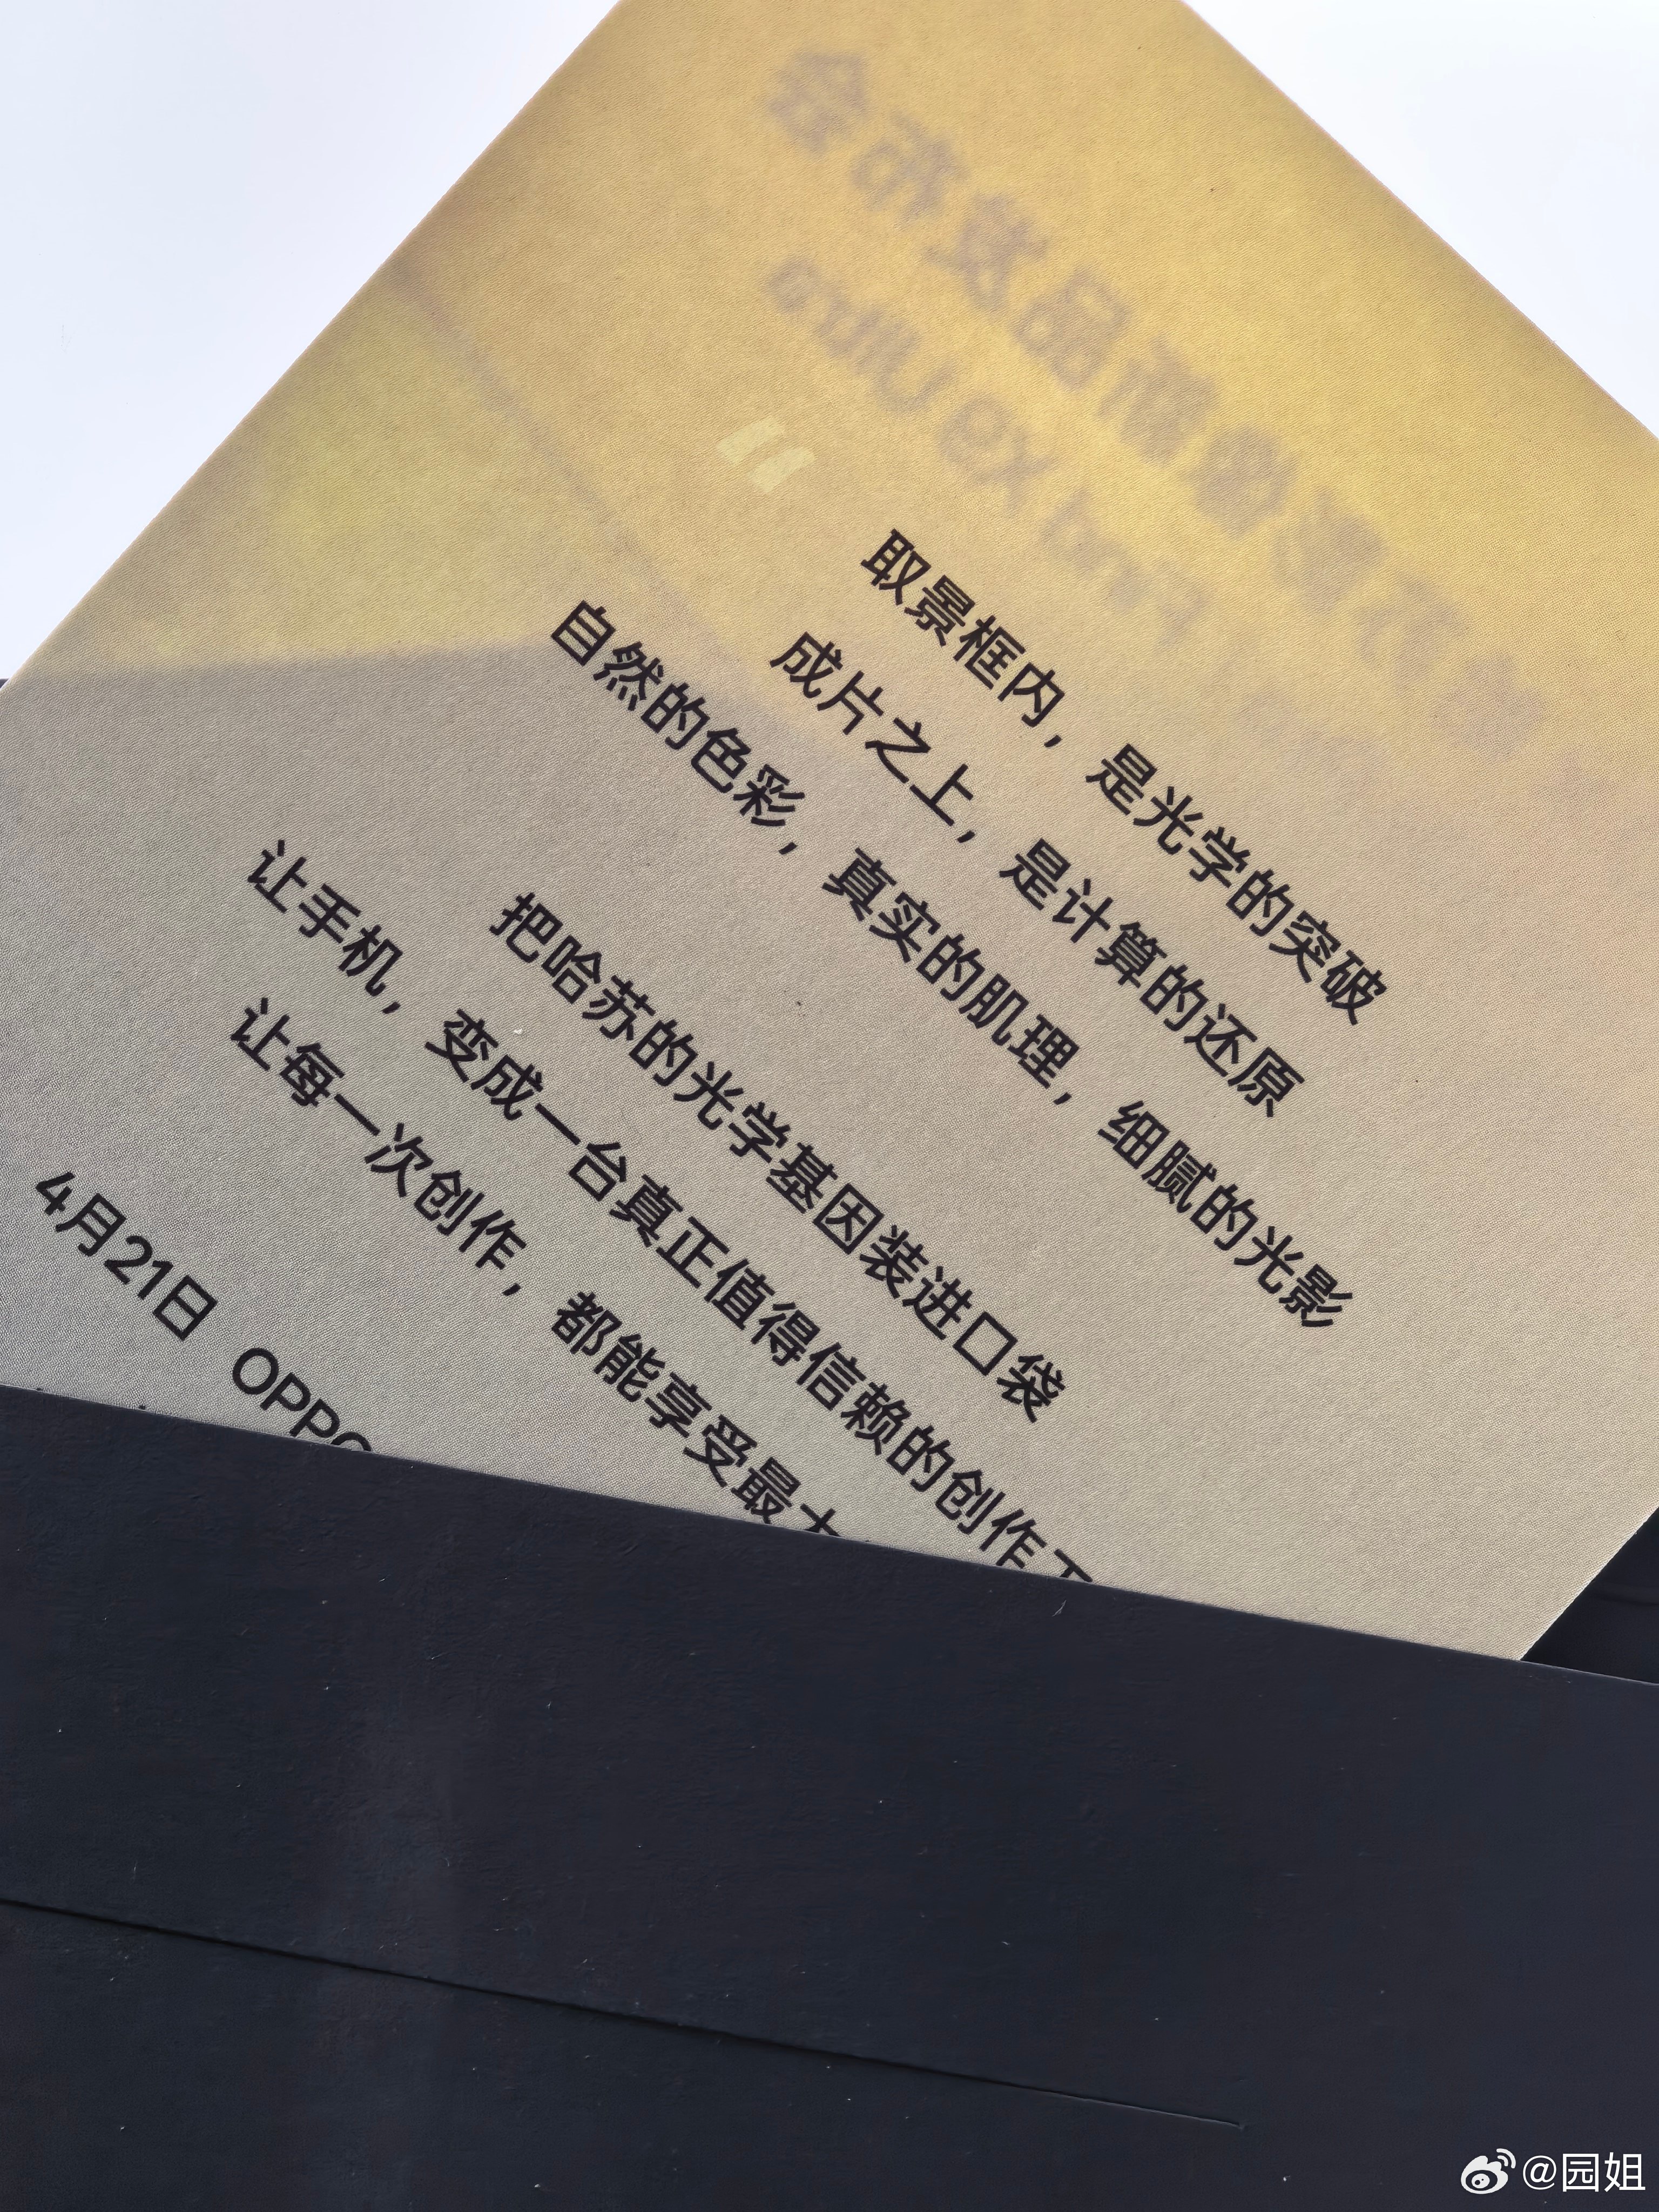 取景框内，是光学的突破
成片之上，是计算的还原
自然的色彩，真实的肌理，细腻的光影
把哈苏的光学基因装进口袋
让手机，变成一台真正值得信赖的创作
让每一次创作，都能享受最
4月21日 OPPO
@园姐